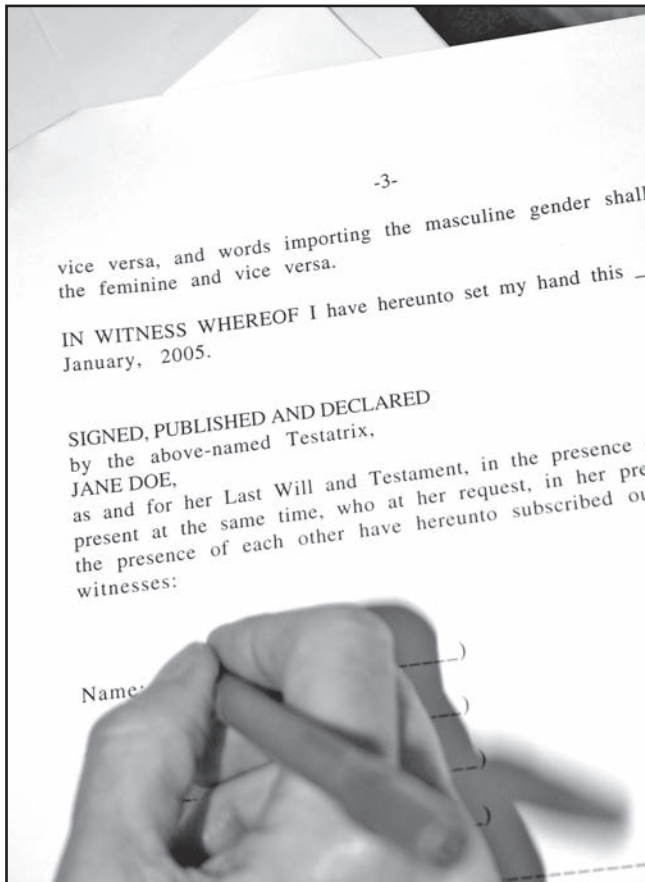 -3-
vice versa, and words importing the masculine gender shall
the feminine and vice versa.
IN WITNESS WHEREOF I have hereunto set my hand this _
January, 2005.
SIGNED, PUBLISHED AND DECLARED
by the above-named Testatrix,
JANE DOE,
as and for her Last Will and Testament, in the presence
present at the same time, who at her request, in her
the presence of each other have hereunto subscribed
witnesses:
Name: